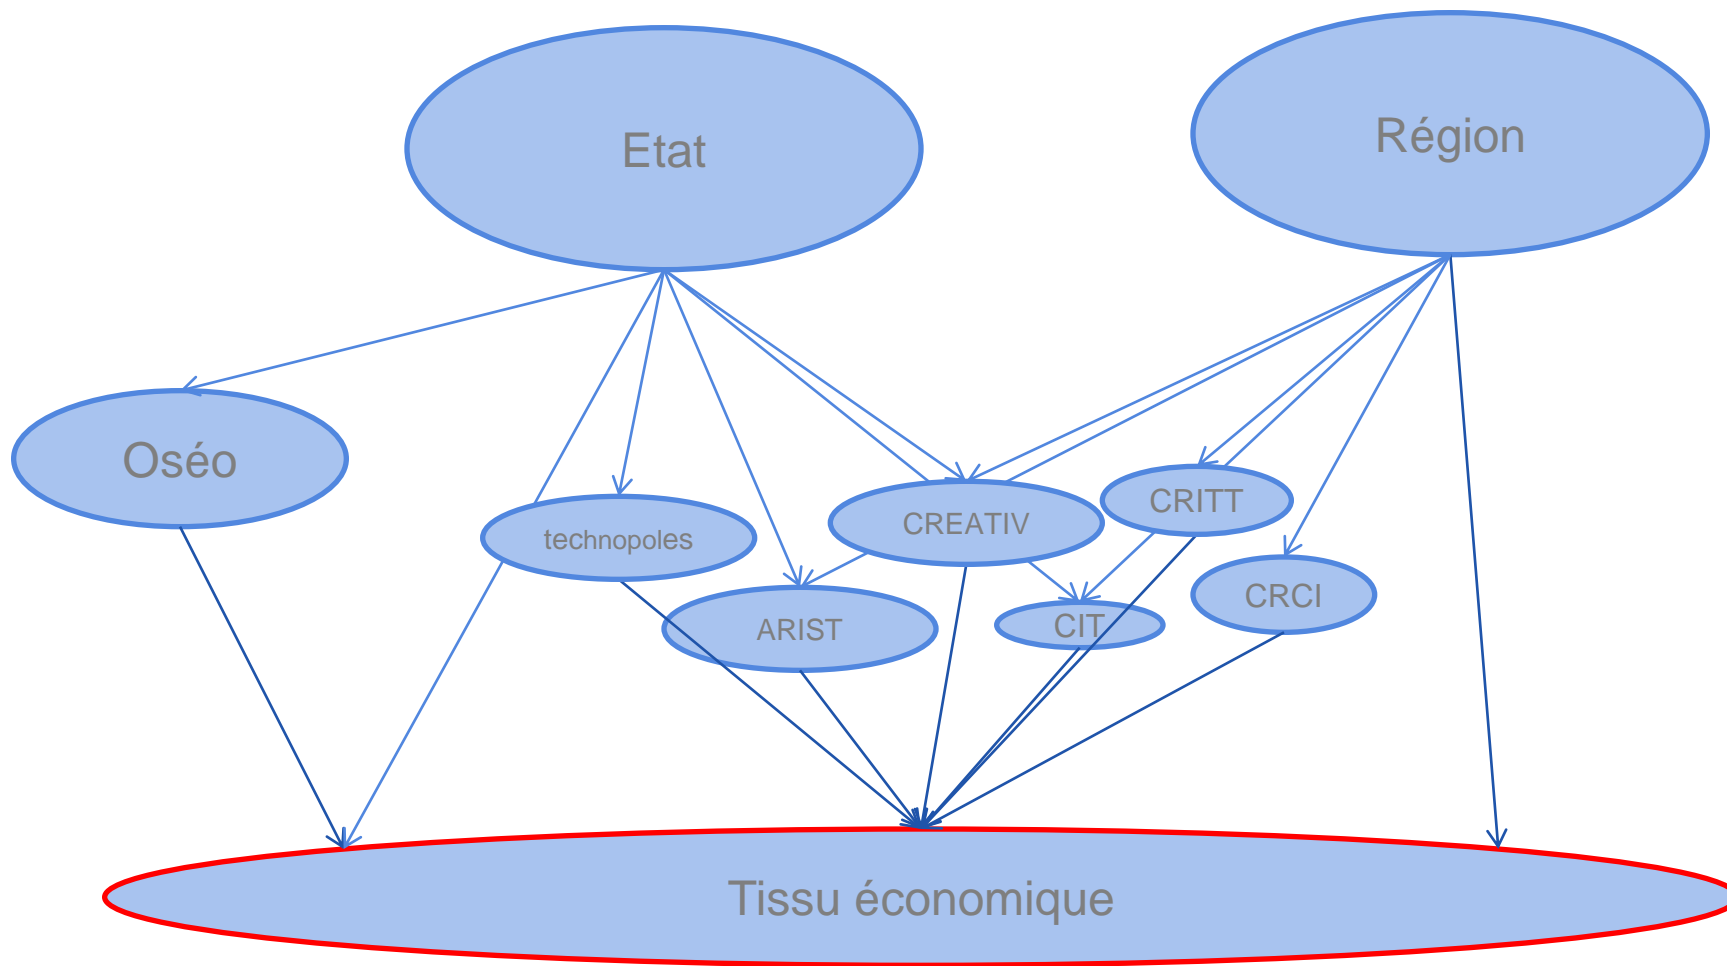 Etat
Région
Oséo
technopoles
CREATIV
CRITT
ARIST
CIT
CRCI
Tissu économique